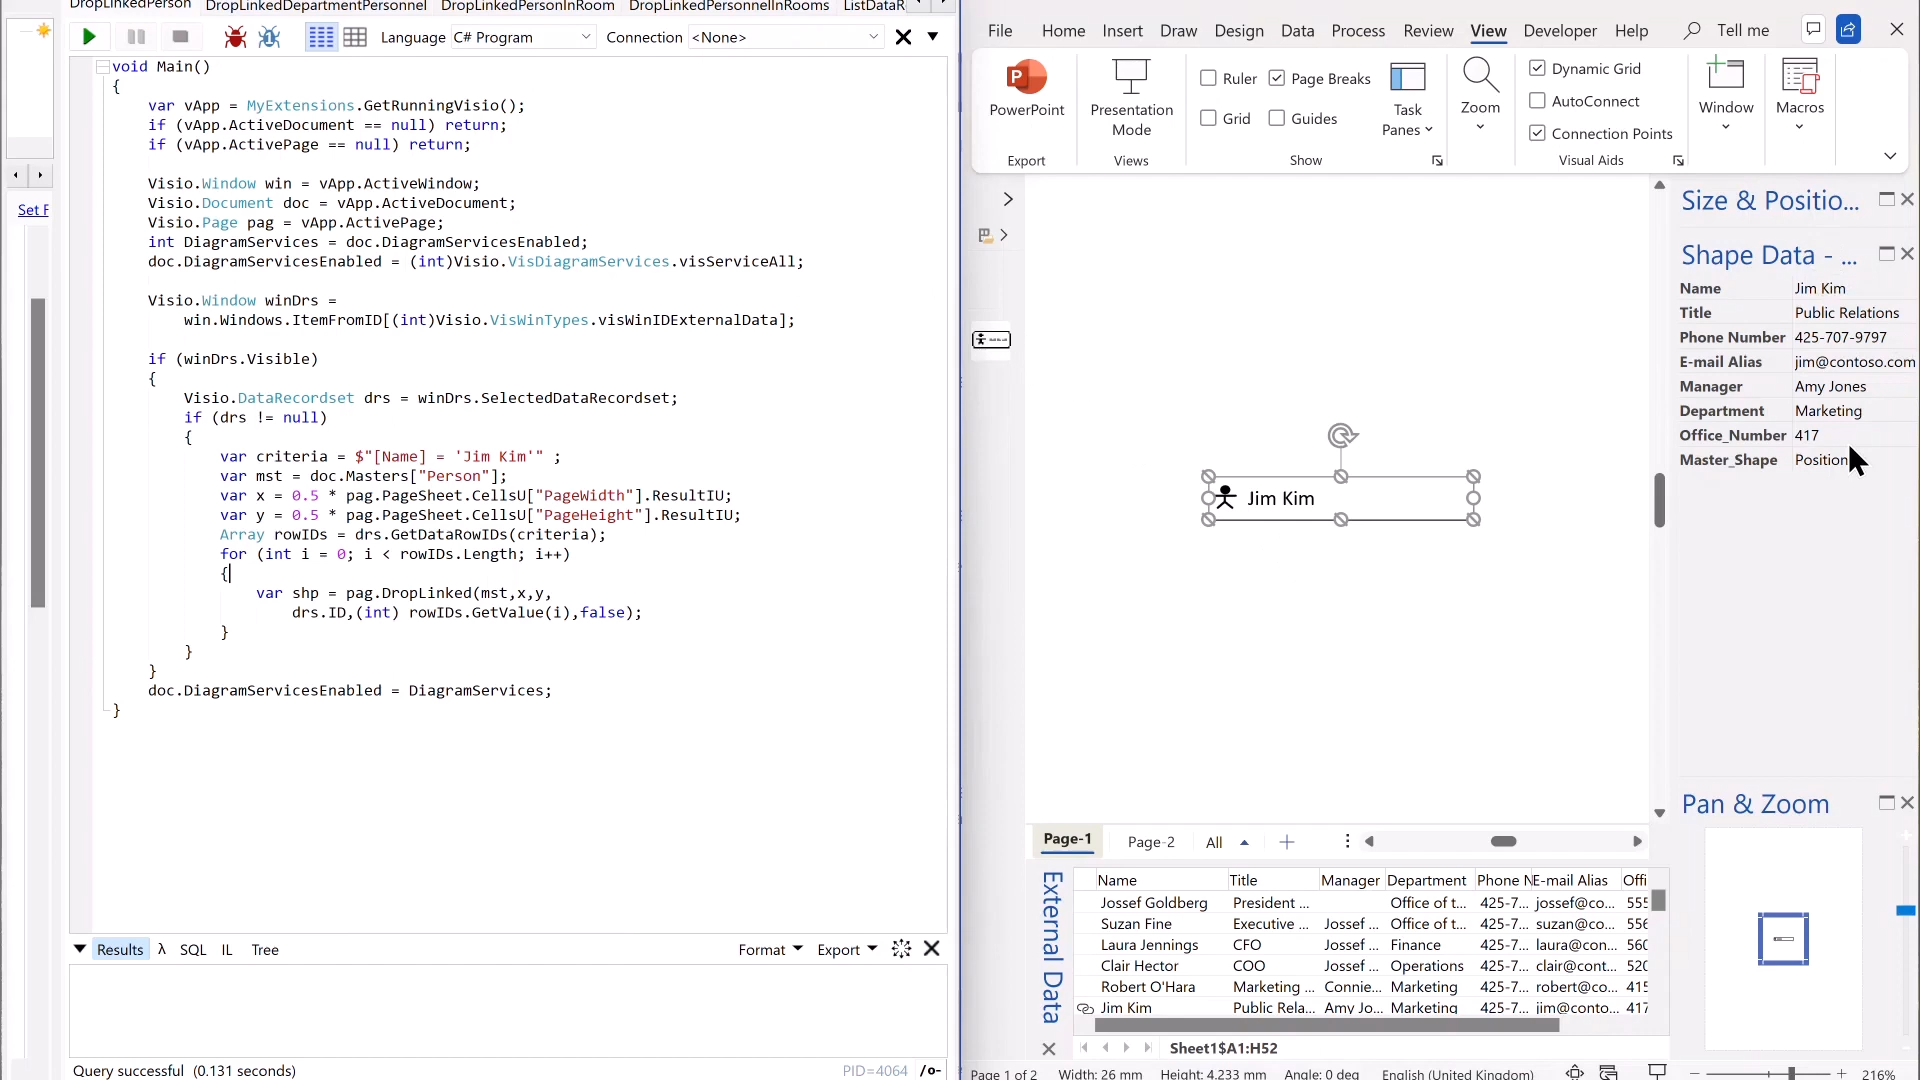 DropLinkedPerson DropLinkedDepartmentPersonnel DropLinkedPersonInRoom DropLinkedPersonnelInRooms ListDataR
Language C# Program Connection <None>
void Main()
{
var vApp = MyExtensions.GetRunningVisio();
if (vApp.ActiveDocument == null) return;
if (vApp.ActivePage == null) return;
Visio.Window win = vApp.ActiveWindow;
Visio.Document doc = vApp.ActiveDocument;
Visio.Page pag = vApp.ActivePage;
int DiagramServices = doc.DiagramServicesEnabled;
doc.DiagramServicesEnabled = (int)Visio.VisDiagramServices.visServiceAll;
Visio.Window winDrs =
win.Windows.ItemFromID[(int)Visio.VisWinTypes.visWinIDExternalData];
if (winDrs.Visible)
{
Visio.DataRecordset drs = winDrs.SelectedDataRecordset;
if (drs != null)
{
var criteria = $"[Name] = 'Jim Kim'" ;
var mst = doc.Masters["Person"];
var x = 0.5 * pag.PageSheet.CellsU["PageWidth"].ResultIU;
var y = 0.5 * pag.PageSheet.CellsU["PageHeight"].ResultIU;
Array rowIDs = drs.GetDataRowIDs(criteria);
for (int i = 0; i < rowIDs.Length; i++)
{
var shp = pag.DropLinked(mst,x,y,
drs.ID,(int) rowIDs.GetValue(i),false);
}
}
}
doc.DiagramServicesEnabled = DiagramServices;
}
Set F
Results λ SQL IL Tree Format Export
Query successful (0.131 seconds) PID=4064 /o-
File Home Insert Draw Design Data Process Review View Developer Help Tell me
PowerPoint
Export
Presentation
Mode
Views
Ruler Page Breaks
Grid Guides
Task
Panes
Show
Zoom
Dynamic Grid
AutoConnect
Connection Points
Visual Aids
Window
Macros
Jim Kim
Size & Positio...
Shape Data - ...
Name Jim Kim
Title Public Relations
Phone Number 425-707-9797
E-mail Alias jim@contoso.com
Manager Amy Jones
Department Marketing
Office_Number 417
Master_Shape Position
Pan & Zoom
Page-1 Page-2 All
External Data
Name Title Manager Department Phone N E-mail Alias Offi
Jossef Goldberg President ... Office of t... 425-7... jossef@co... 555
Suzan Fine Executive ... Jossef ... Office of t... 425-7... suzan@co... 556
Laura Jennings CFO Jossef ... Finance 425-7... laura@con... 560
Clair Hector COO Jossef ... Operations 425-7... clair@cont... 520
Robert O'Hara Marketing ... Connie... Marketing 425-7... robert@co... 415
Jim Kim Public Rela... Amy Jo... Marketing 425-7... jim@conto... 417
Sheet1$A1:H52
Page 1 of 2 Width: 26 mm Height: 4.233 mm Angle: 0 deg English (United Kingdom) 216%